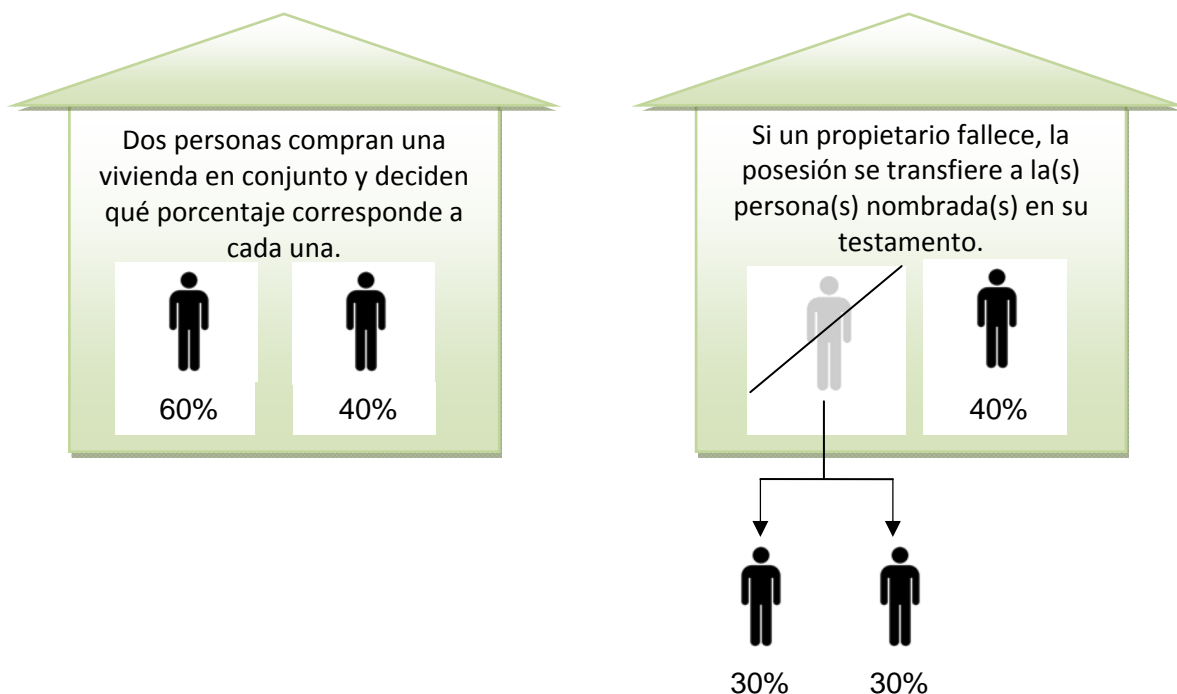 Dos personas compran una
vivienda en conjunto y deciden
qué porcentaje corresponde a
cada una.
60%
40%
Si un propietario fallece, la
posesión se transfiere a la(s)
persona(s) nombrada(s) en su
testamento.
40%
30%
30%